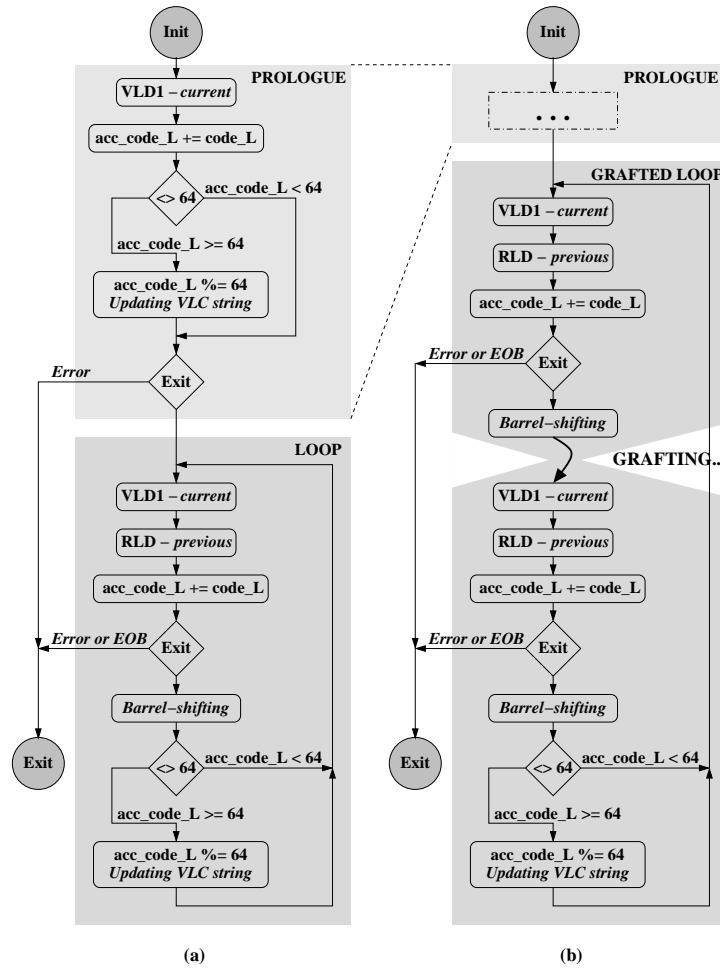 Init
PROLOGUE
VLD1 – current
acc_code_L += code_L
<> 64
acc_code_L < 64
acc_code_L >= 64
acc_code_L %= 64
Updating VLC string
Error
Exit
LOOP
VLD1 – current
RLD – previous
acc_code_L += code_L
Error or EOB
Exit
Barrel–shifting
Exit
<> 64
acc_code_L < 64
acc_code_L >= 64
acc_code_L %= 64
Updating VLC string
(a)
Init
PROLOGUE
...
GRAFTED LOOP
VLD1 – current
RLD – previous
acc_code_L += code_L
Error or EOB
Exit
Barrel–shifting
GRAFTING...
VLD1 – current
RLD – previous
acc_code_L += code_L
Error or EOB
Exit
Barrel–shifting
Exit
<> 64
acc_code_L < 64
acc_code_L >= 64
acc_code_L %= 64
Updating VLC string
(b)